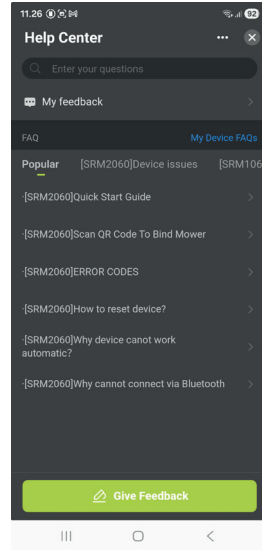 11.26
92
Help Center
Enter your questions
My feedback
FAQ
My Device FAQs
Popular
[SRM2060]Device issues
[SRM106
·[SRM2060]Quick Start Guide
·[SRM2060]Scan QR Code To Bind Mower
·[SRM2060]ERROR CODES
·[SRM2060]How to reset device?
·[SRM2060]Why device canot work
automatic?
·[SRM2060]Why cannot connect via Bluetooth
Give Feedback